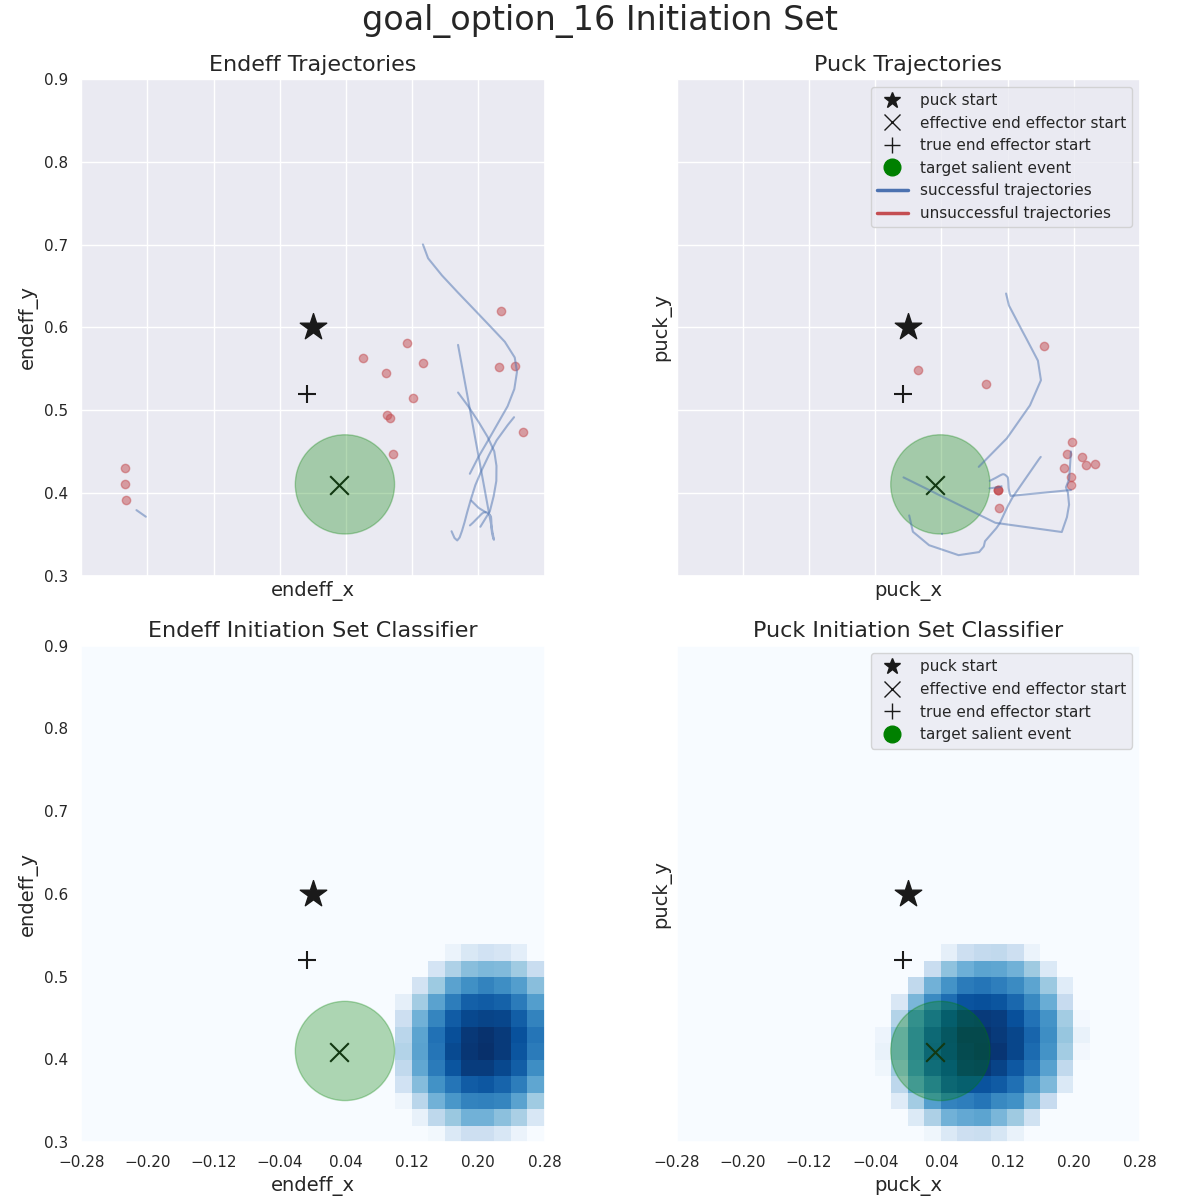 goal_option_16 Initiation Set
Endeff Trajectories
Puck Trajectories
0.9
0.8
0.7
0.6
0.5
0.4
0.3
endeff_y
endeff_x
puck_y
puck_x
puck start
effective end effector start
true end effector start
target salient event
successful trajectories
unsuccessful trajectories
Endeff Initiation Set Classifier
Puck Initiation Set Classifier
0.9
0.8
0.7
0.6
0.5
0.4
0.3
endeff_y
−0.28 −0.20 −0.12 −0.04 0.04 0.12 0.20 0.28
endeff_x
puck_y
puck start
effective end effector start
true end effector start
target salient event
−0.28 −0.20 −0.12 −0.04 0.04 0.12 0.20 0.28
puck_x